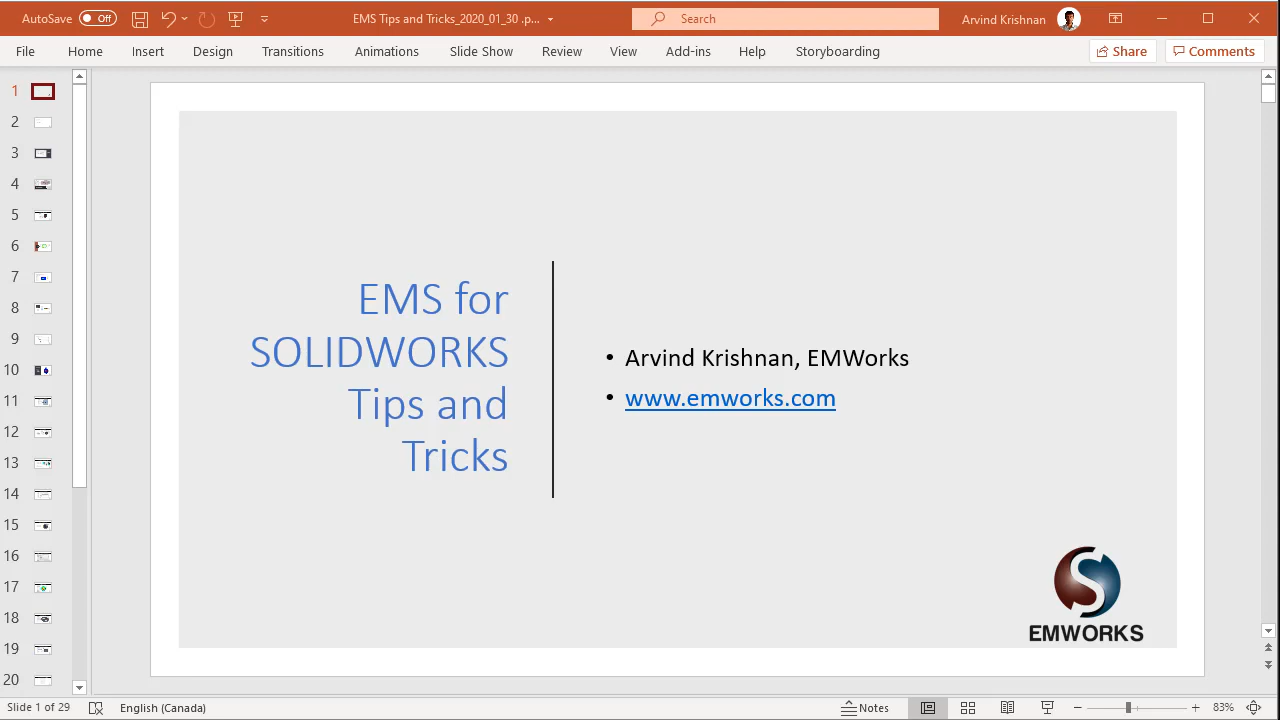 AutoSave Off
EMS Tips and Tricks_2020_01_30 .p...
Search
Arvind Krishnan
File Home Insert Design Transitions Animations Slide Show Review View Add-ins Help Storyboarding
Share Comments
1
2
3
4
5
6
7
8
9
10
11
12
13
14
15
16
17
18
19
20
EMS for
SOLIDWORKS
Tips and
Tricks
• Arvind Krishnan, EMWorks
• www.emworks.com
S
EMWORKS
Slide 1 of 29
English (Canada)
Notes
83%